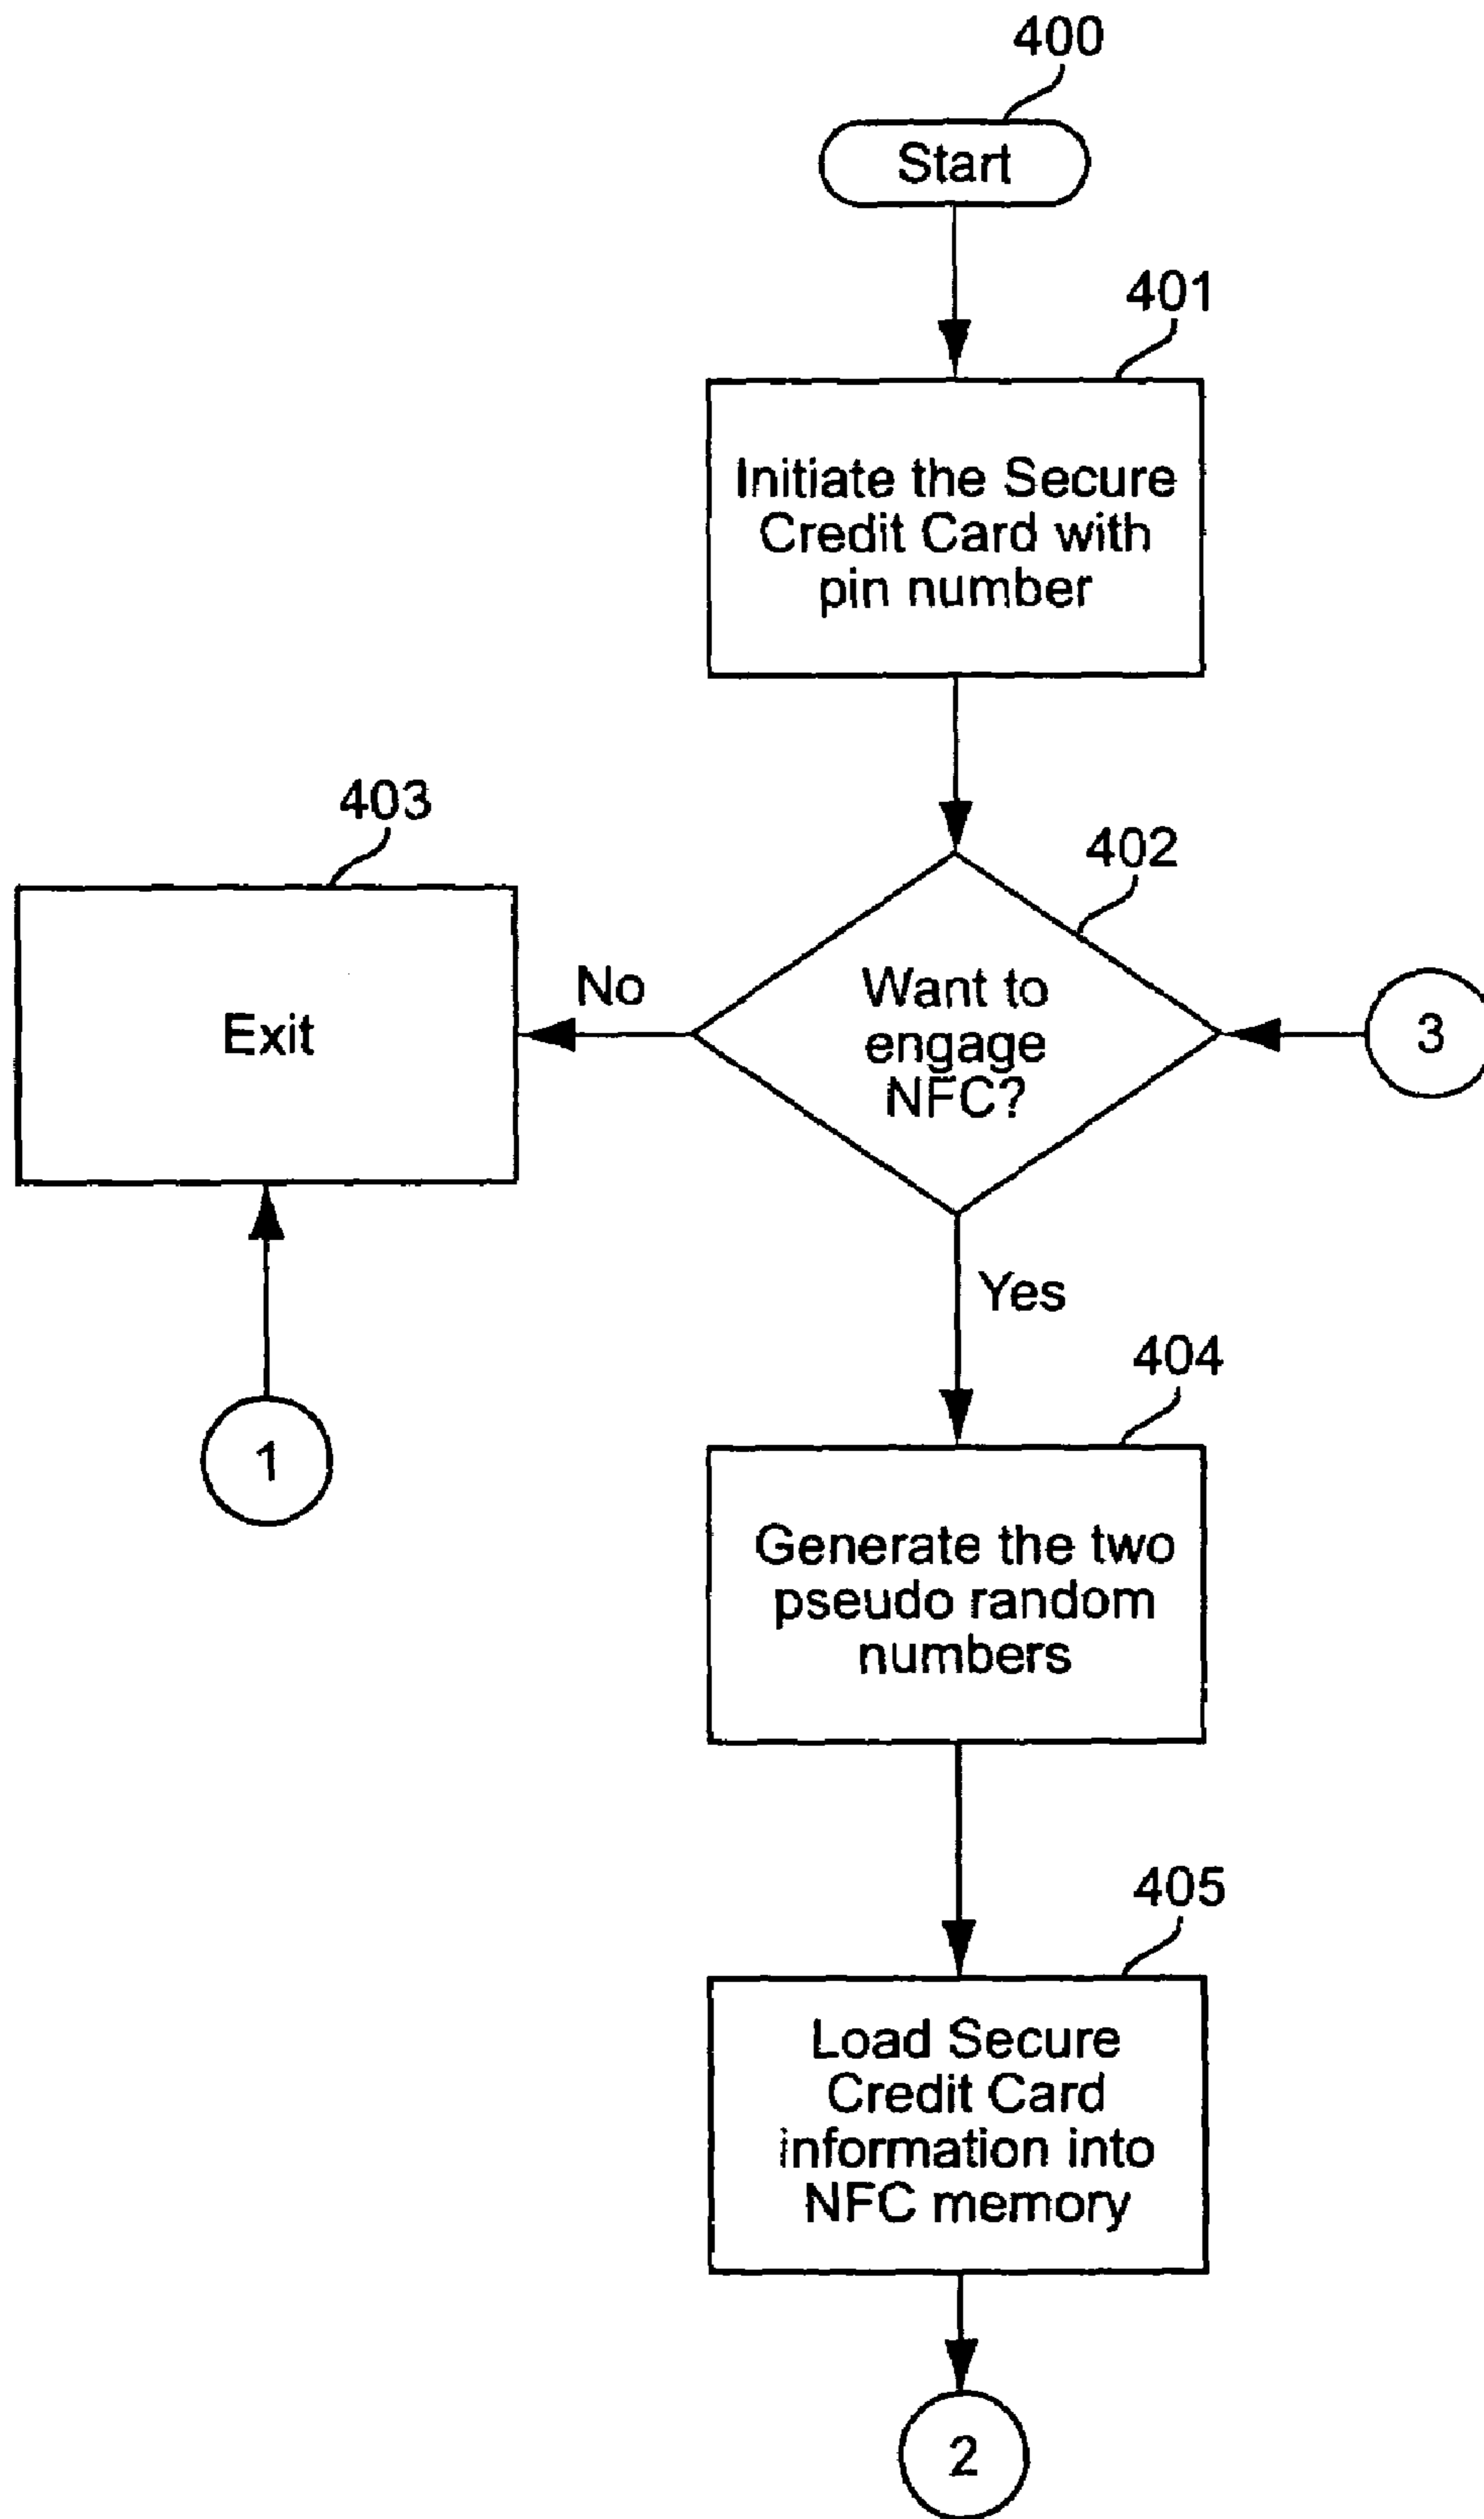 400
Start
401
Initiate the Secure
Credit Card with
pin number
403
402
Exit
No
Want to
engage
NFC?
3
Yes
1
404
Generate the two
pseudo random
numbers
405
Load Secure
Credit Card
information into
NFC memory
2